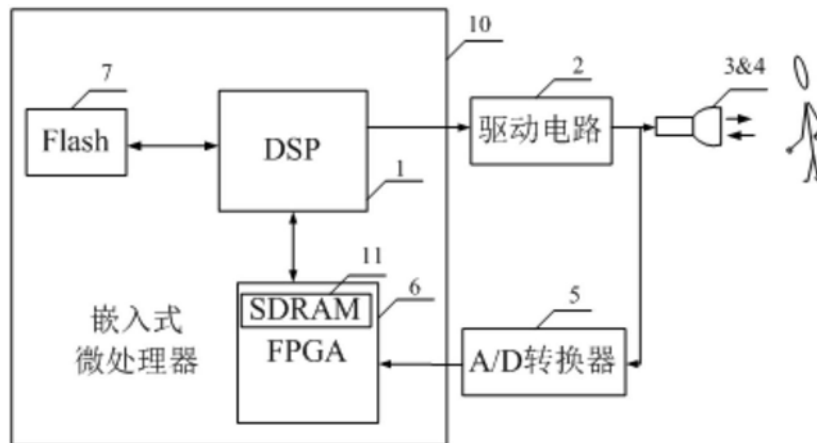 10
7
2
3&4
Flash
DSP
驱动电路
1
11
6
5
SDRAM
FPGA
嵌入式
微处理器
A/D转换器